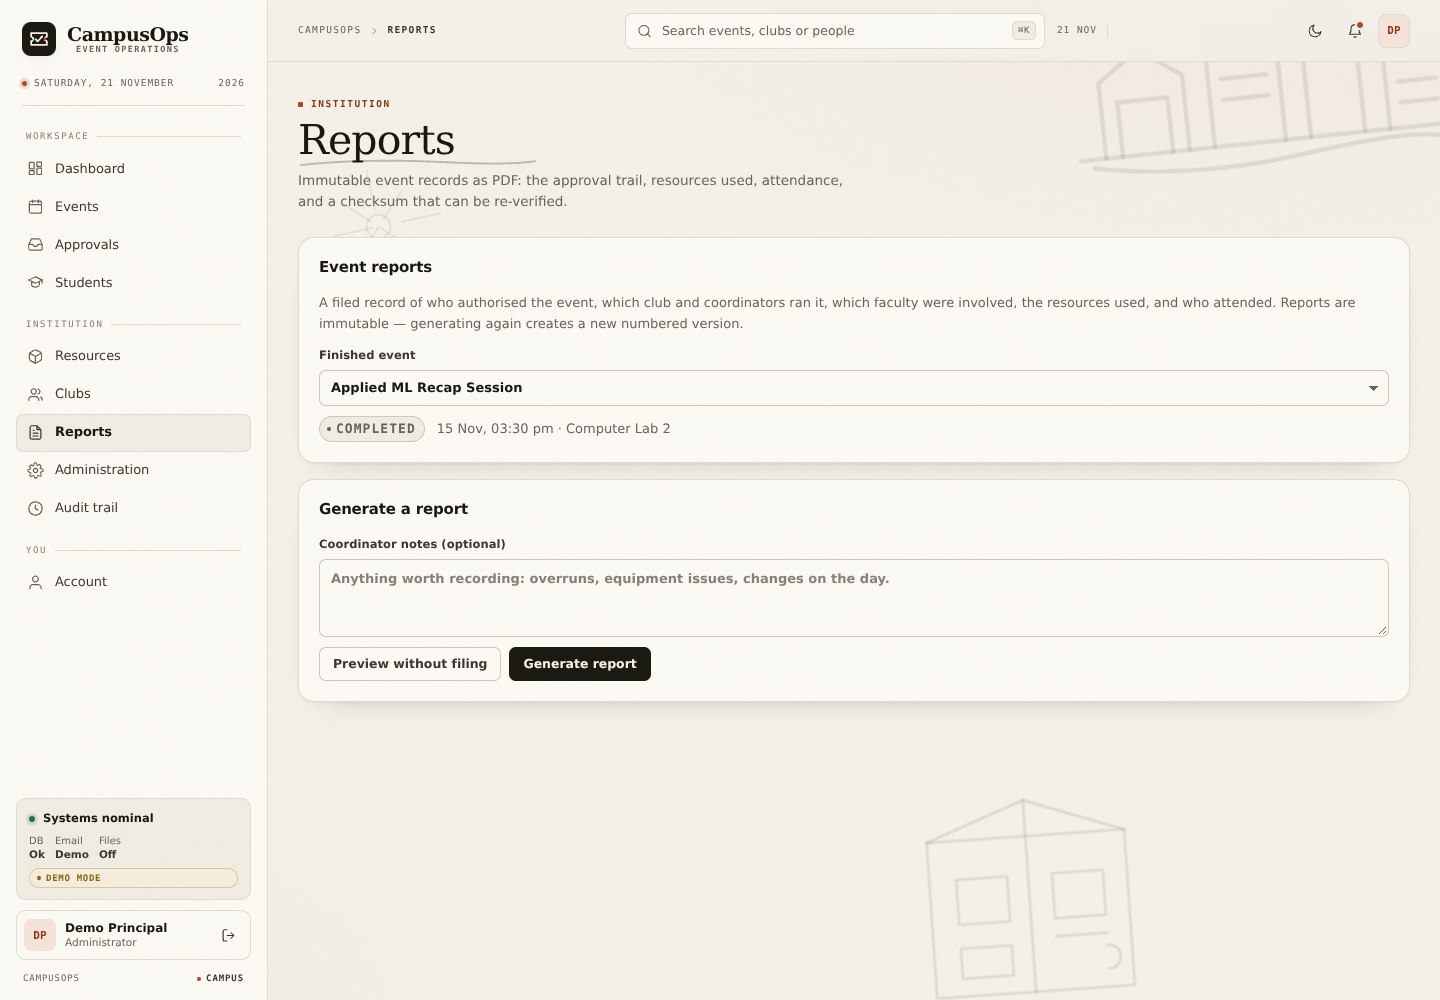 CampusOps
EVENT OPERATIONS
SATURDAY, 21 NOVEMBER 2026
WORKSPACE
Dashboard
Events
Approvals
Students
INSTITUTION
Resources
Clubs
Reports
Administration
Audit trail
YOU
Account
Systems nominal
DB Email Files
Ok Demo Off
DEMO MODE
DP
Demo Principal
Administrator
CAMPUSOPS CAMPUS
CAMPUSOPS > REPORTS
Search events, clubs or people ⌘K
21 NOV
DP
INSTITUTION
Reports
Immutable event records as PDF: the approval trail, resources used, attendance,
and a checksum that can be re-verified.
Event reports
A filed record of who authorised the event, which club and coordinators ran it, which faculty were involved, the resources used, and who attended. Reports are
immutable — generating again creates a new numbered version.
Finished event
Applied ML Recap Session
COMPLETED 15 Nov, 03:30 pm · Computer Lab 2
Generate a report
Coordinator notes (optional)
Anything worth recording: overruns, equipment issues, changes on the day.
Preview without filing Generate report